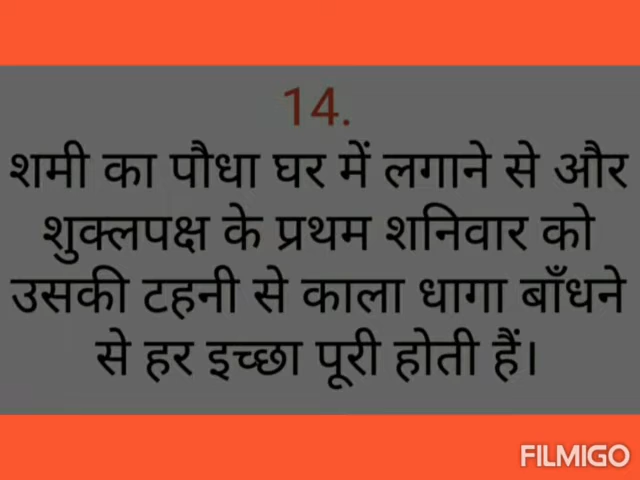 14.
शमी का पौधा घर में लगाने से और
शुक्लपक्ष के प्रथम शनिवार को
उसकी टहनी से काला धागा बाँधने
से हर इच्छा पूरी होती हैं।
FILMIGO